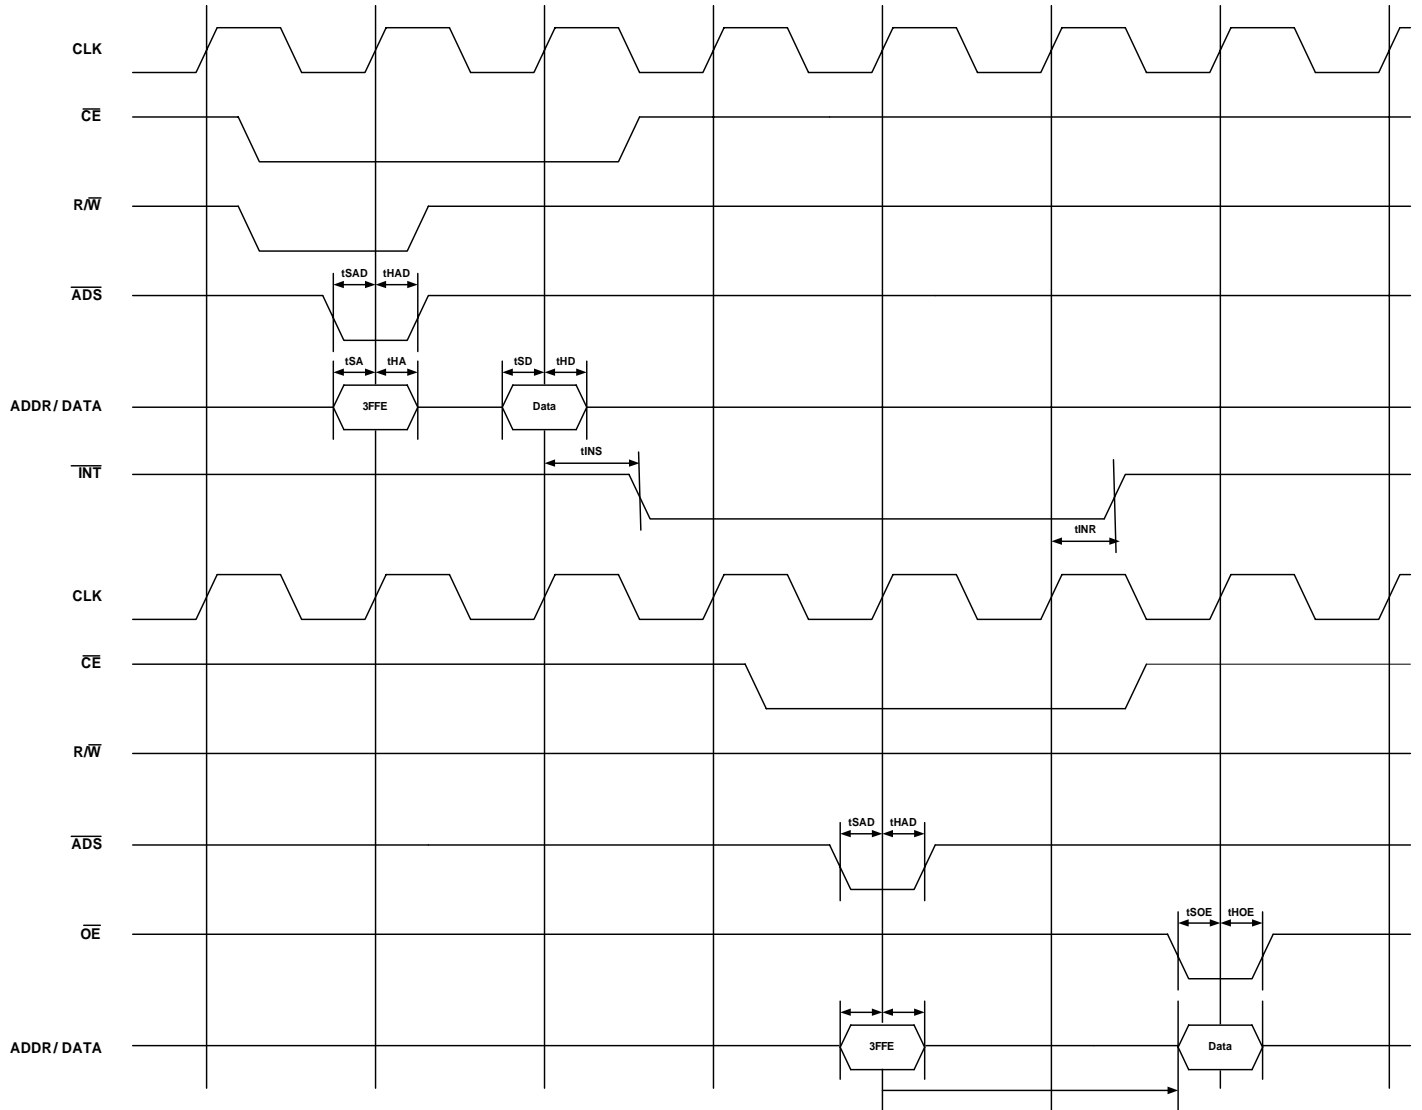 CLK
CE
R/W
tSAD tHAD
ADS
tSA tHA tSD tHD
ADDR/ DATA 3FFE Data
tINS
INT
tINR
CLK
CE
R/W
tSAD tHAD
ADS
tSOE tHOE
OE
ADDR/ DATA 3FFE Data